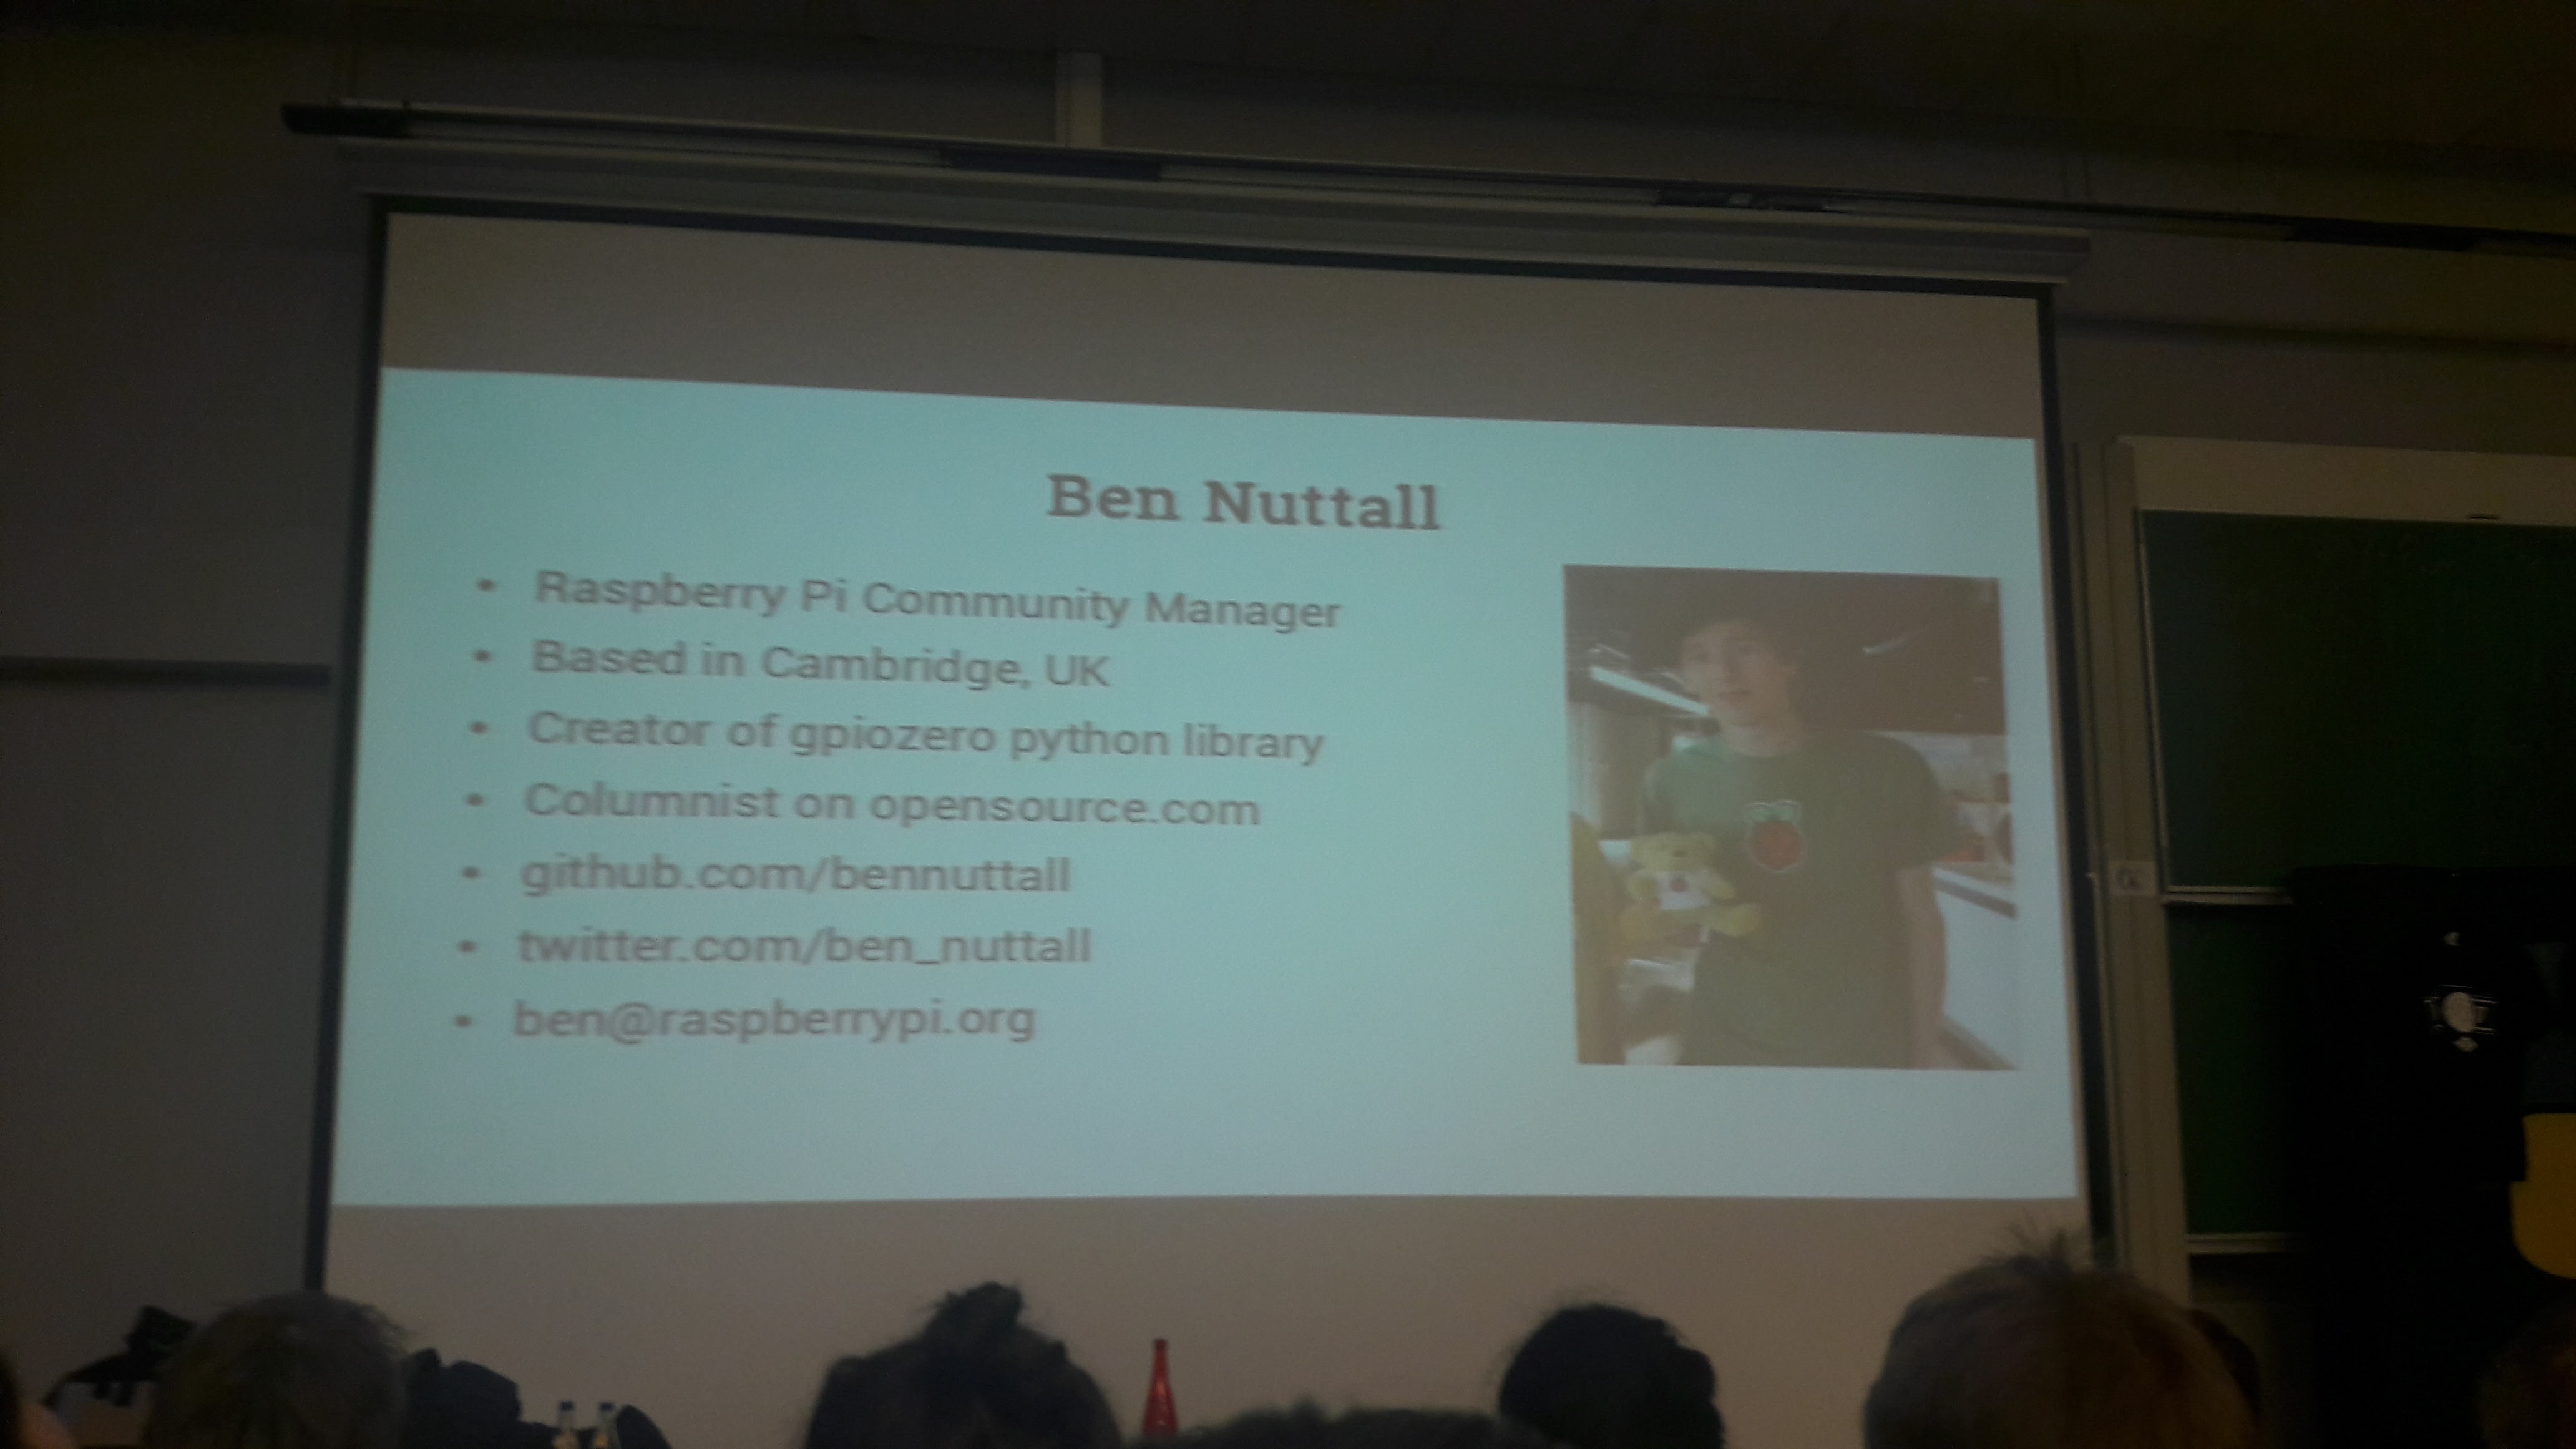 Ben Nuttall
• Raspberry Pi Community Manager
• Based in Cambridge, UK
• Creator of gpiozero python library
• Columnist on opensource.com
• github.com/bennuttall
• twitter.com/ben_nuttall
• ben@raspberrypi.org